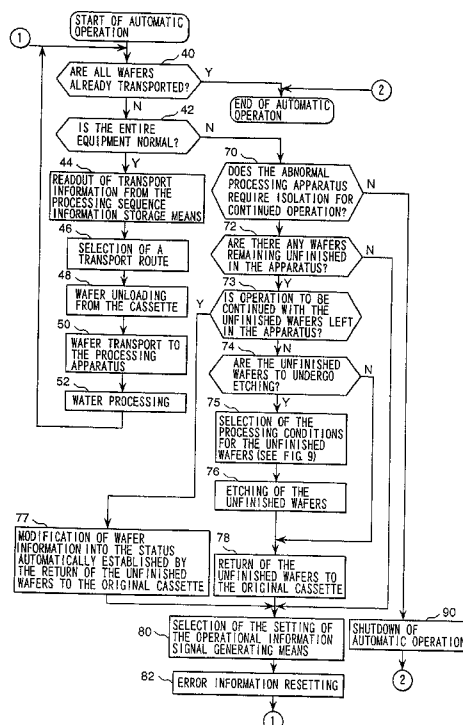 START OF AUTOMATIC
OPERATION
1
40
ARE ALL WAFERS
ALREADY TRANSPORTED?
Y
2
N
END OF AUTOMATIC
OPERATON
42
IS THE ENTIRE
EQUIPMENT NORMAL?
N
Y
44
READOUT OF TRANSPORT
INFORMATION FROM THE
PROCESSING SEQUENCE
INFORMATION STORAGE MEANS
46
SELECTION OF A
TRANSPORT ROUTE
48
WAFER UNLOADING
FROM THE CASSETTE
50
WAFER TRANSPORT TO
THE PROCESSING
APPARATUS
52
WATER PROCESSING
70
DOES THE ABNORMAL
PROCESSING APPARATUS
REQUIRE ISOLATION FOR
CONTINUED OPERATION?
N
Y
72
ARE THERE ANY WAFERS
REMAINING UNFINISHED
IN THE APPARATUS?
N
Y
73
IS OPERATION TO BE
CONTINUED WITH THE
UNFINISHED WAFERS LEFT
IN THE APPARATUS?
Y
N
74
ARE THE UNFINISHED
WAFERS TO UNDERGO
ETCHING?
N
Y
75
SELECTION OF THE
PROCESSING CONDITIONS
FOR THE UNFINISHED
WAFERS (SEE FIG. 9)
76
ETCHING OF THE
UNFINISHED WAFERS
77
MODIFICATION OF WAFER
INFORMATION INTO THE STATUS
AUTOMATICALLY ESTABLISHED BY
THE RETURN OF THE UNFINISHED
WAFERS TO THE ORIGINAL CASSETTE
78
RETURN OF THE
UNFINISHED WAFERS TO
THE ORIGINAL CASSETTE
80
SELECTION OF THE SETTING OF
THE OPERATIONAL INFORMATION
SIGNAL GENERATING MEANS
82
ERROR INFORMATION RESETTING
1
90
SHUTDOWN OF
AUTOMATIC OPERATION
2